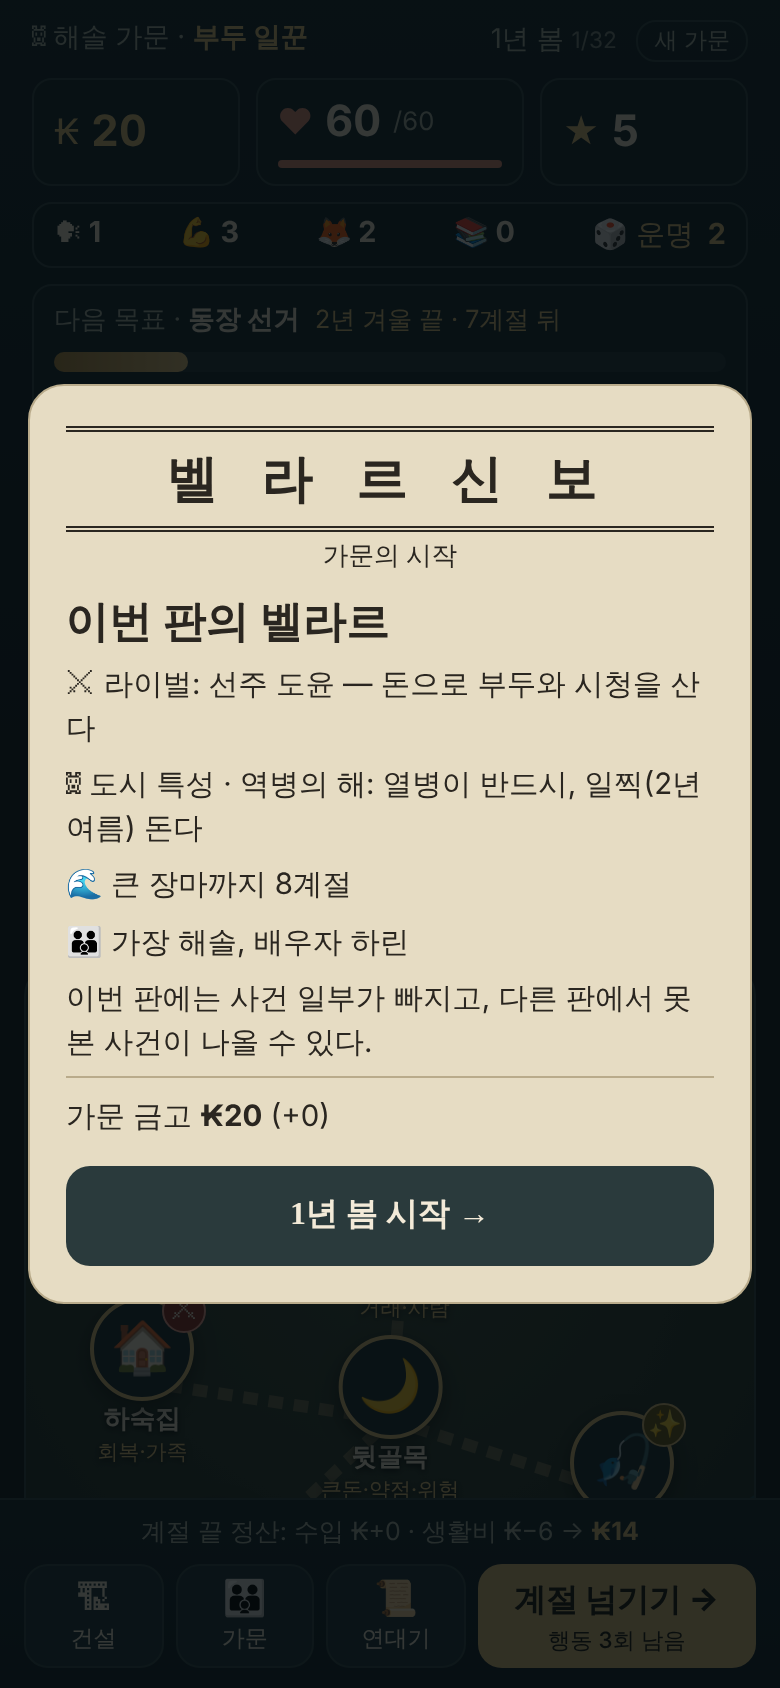 해솔 가문 · 부두 일꾼
1년 봄 1/32
새 가문
₭ 20
60 /60
★ 5
1
3
2
0
운명 2
다음 목표 · 동장 선거 2년 겨울 끝 · 7계절 뒤
벨라르신보
가문의 시작
이번 판의 벨라르
⚔ 라이벌: 선주 도윤 — 돈으로 부두와 시청을 산
다
도시 특성 · 역병의 해: 열병이 반드시, 일찍(2년
여름) 돈다
🌊 큰 장마까지 8계절
👪 가장 해솔, 배우자 하린
이번 판에는 사건 일부가 빠지고, 다른 판에서 못
본 사건이 나올 수 있다.
가문 금고 ₭20 (+0)
1년 봄 시작 →
거래·사람
하숙집
회복·가족
뒷골목
큰돈·약점·위험
계절 끝 정산: 수입 ₭+0 · 생활비 ₭−6 → ₭14
건설
가문
연대기
계절 넘기기 →
행동 3회 남음